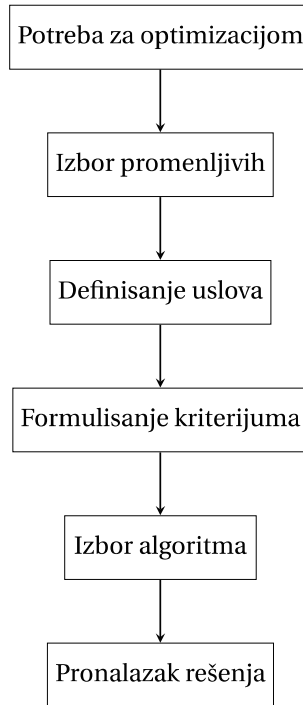 Potreba za optimizacijom
Izbor promenljivih
Definisanje uslova
Formulisanje kriterijuma
Izbor algoritma
Pronalazak rešenja